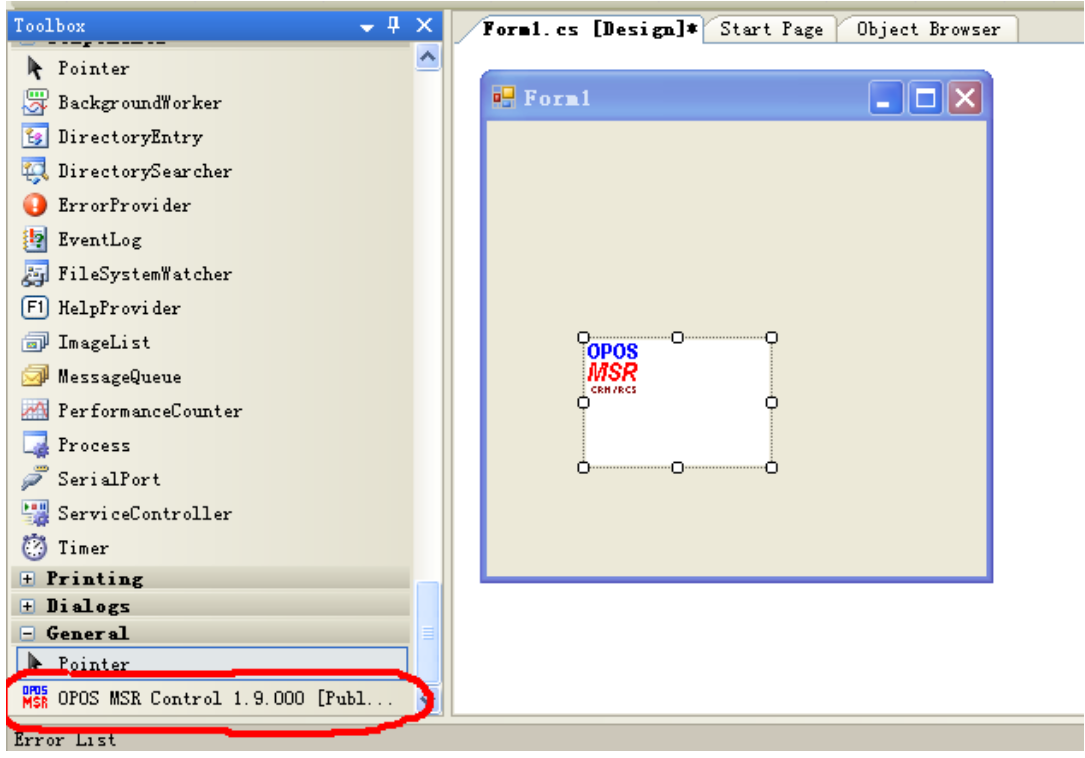 Toolbox
Pointer
BackgroundWorker
DirectoryEntry
DirectorySearcher
ErrorProvider
EventLog
FileSystemWatcher
F1 HelpProvider
ImageList
MessageQueue
PerformanceCounter
Process
SerialPort
ServiceController
Timer
Printing
Dialogs
General
Pointer
OPOS MSR OPOS MSR Control 1.9.000 [Publ...
Error List
Form1.cs [Design]* Start Page Object Browser
Form1
OPOS
MSR
CRM/RCS